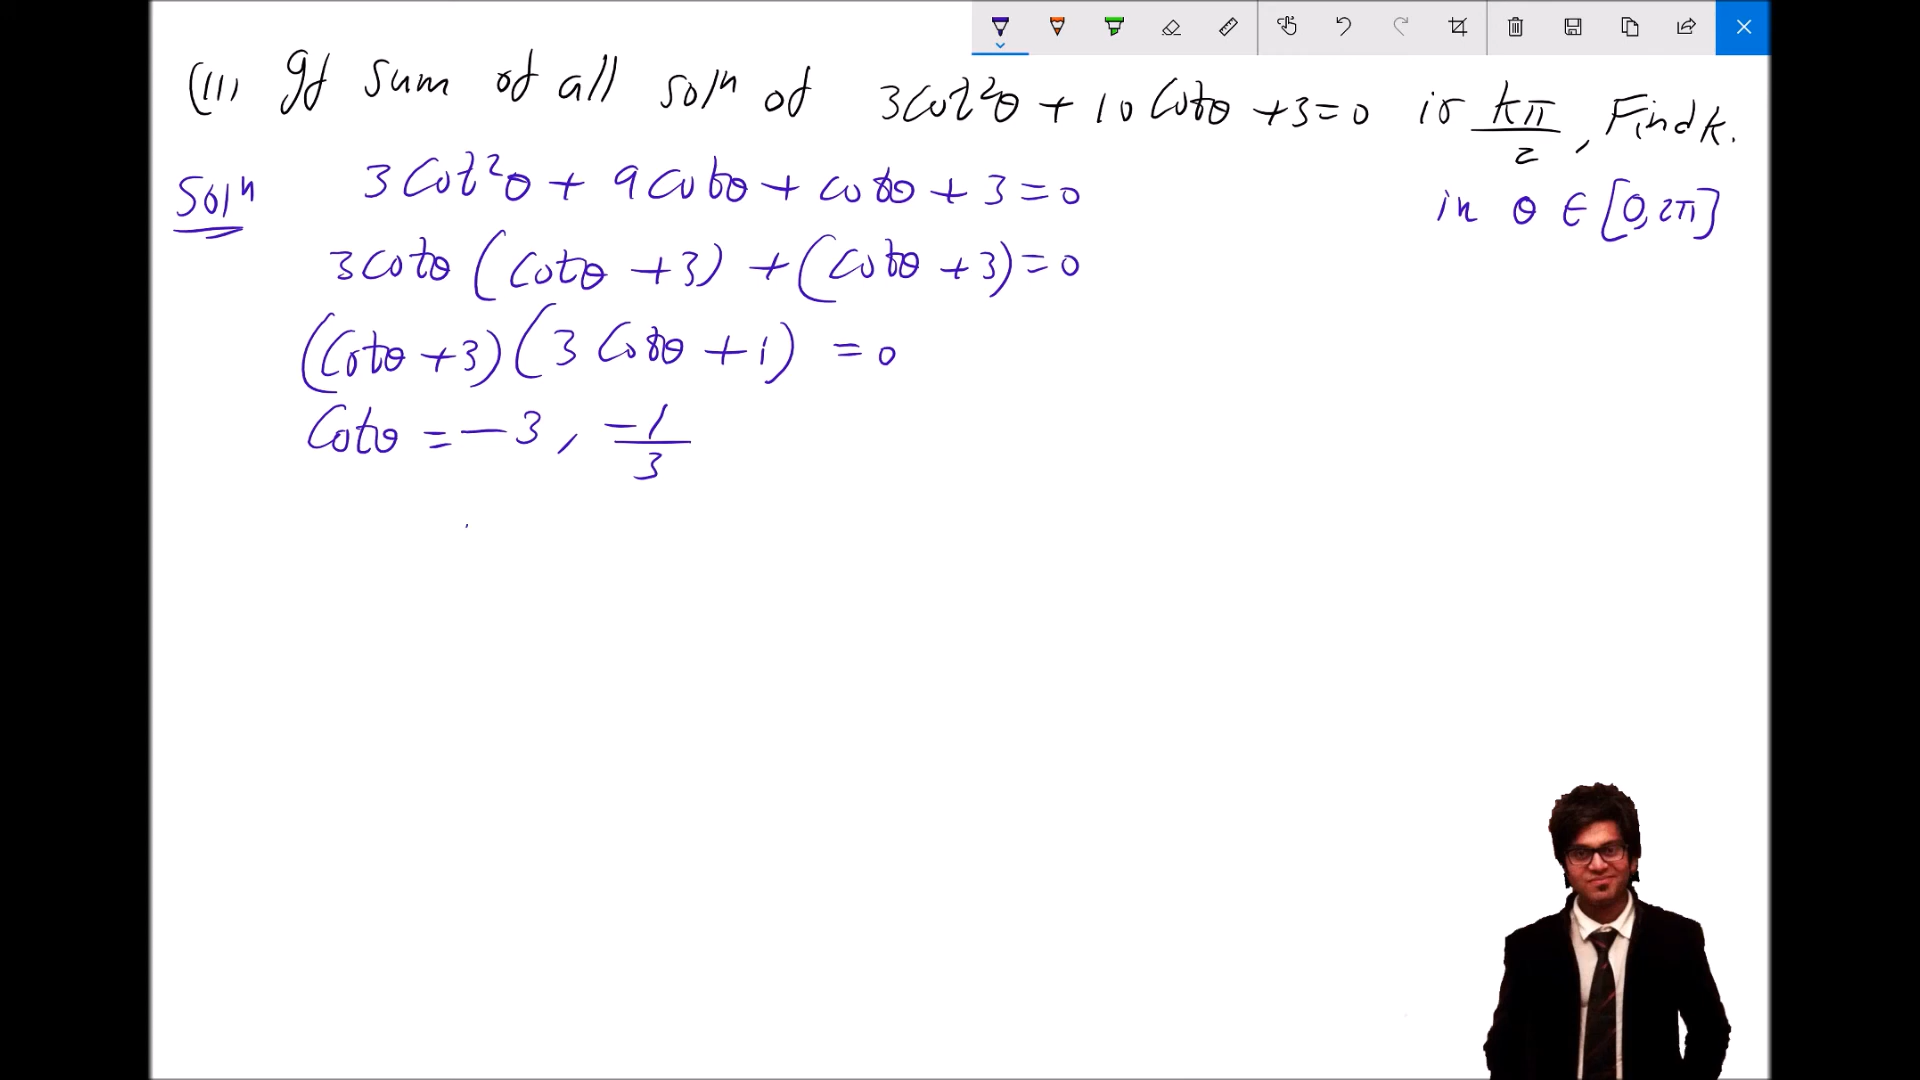 (11) If sum of all solⁿ of 3cot²θ + 10cotθ +3=0 is kπ/2, Find k.
in θ ∈ [0,2π]
Solⁿ 3cot²θ + 9cotθ + cotθ + 3 = 0
3cotθ (cotθ +3) + (cotθ +3) = 0
(cotθ +3) (3 cotθ +1) = 0
cotθ = -3, -1/3